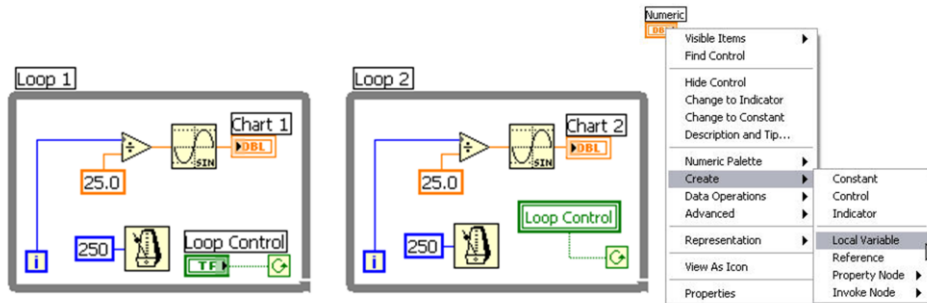 Loop 1
Chart 1
DBL
SIN
25.0
250
Loop Control
TF
i
Loop 2
Chart 2
DBL
SIN
25.0
Loop Control
250
i
Numeric
DBL
Visible Items
Find Control
Hide Control
Change to Indicator
Change to Constant
Description and Tip...
Numeric Palette
Create
Data Operations
Advanced
Representation
View As Icon
Properties
Constant
Control
Indicator
Local Variable
Reference
Property Node
Invoke Node